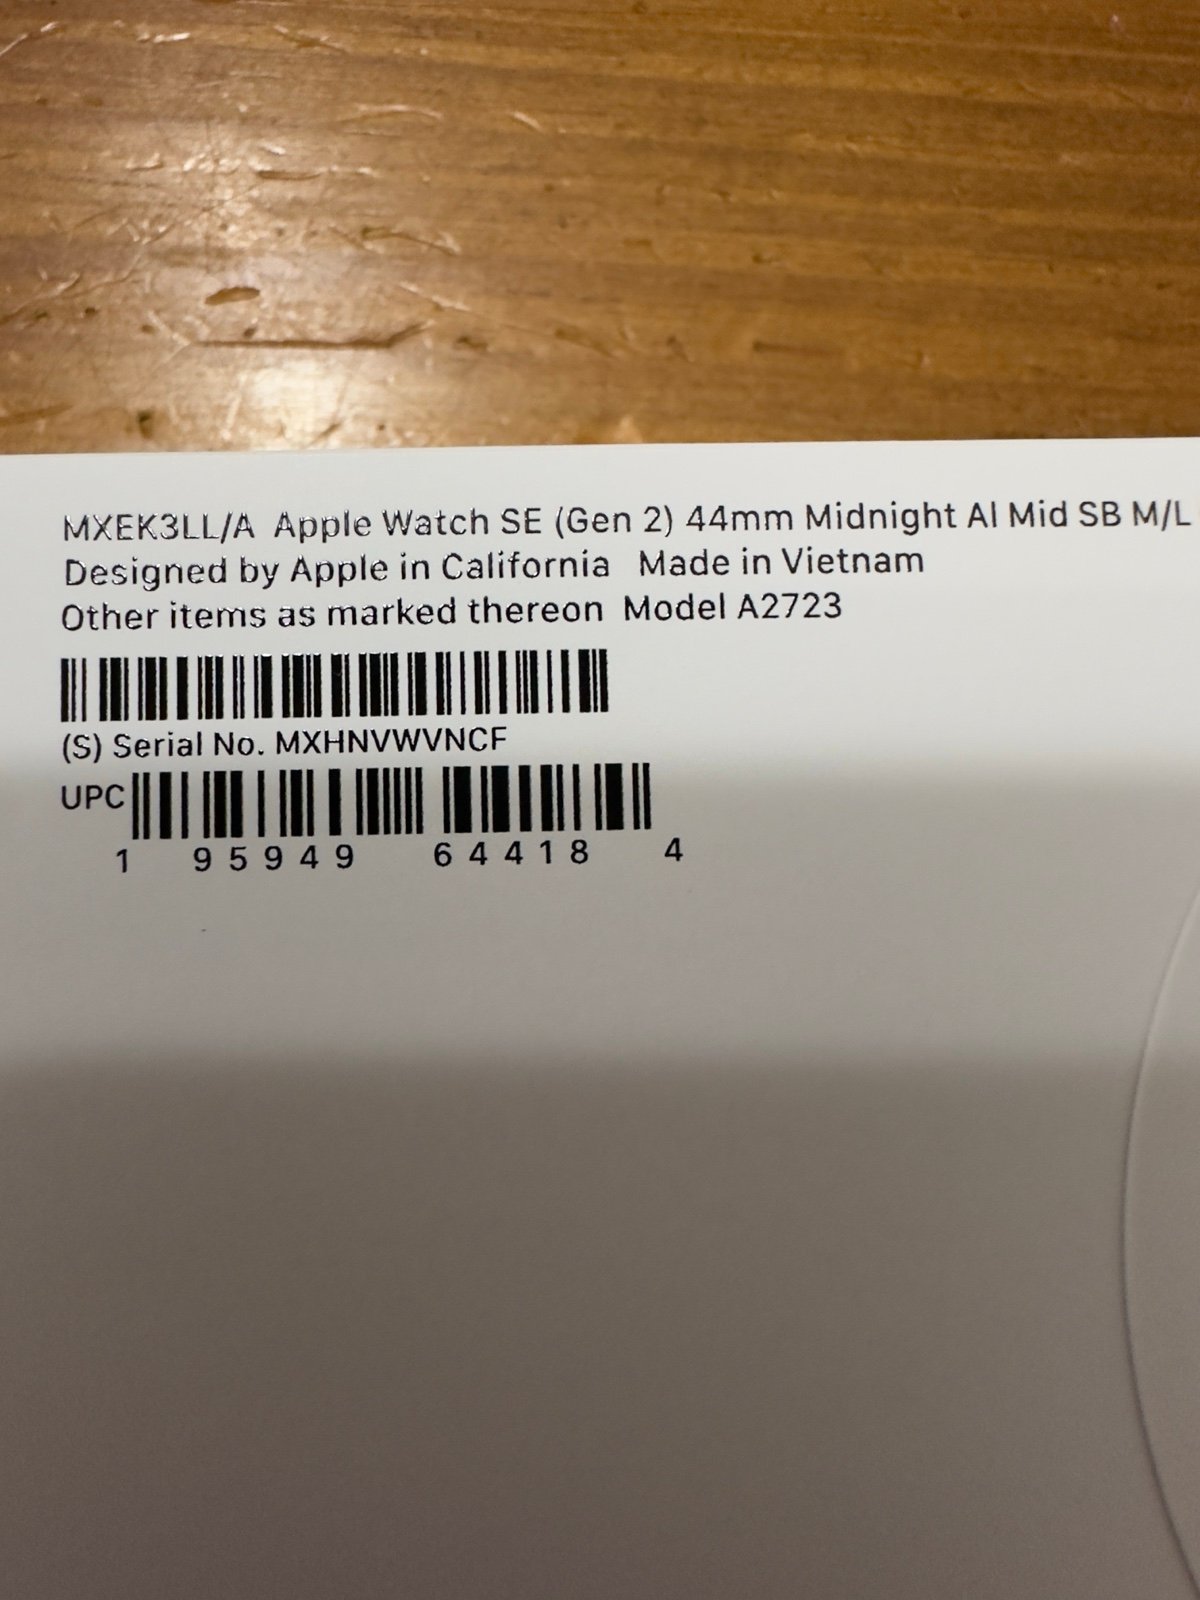 MXEK3LL/A Apple Watch SE (Gen 2) 44mm Midnight Al Mid SB M/L
Designed by Apple in California Made in Vietnam
Other items as marked thereon Model A2723
(S) Serial No. MXHNVWVNCF
UPC
1 95949 64418 4